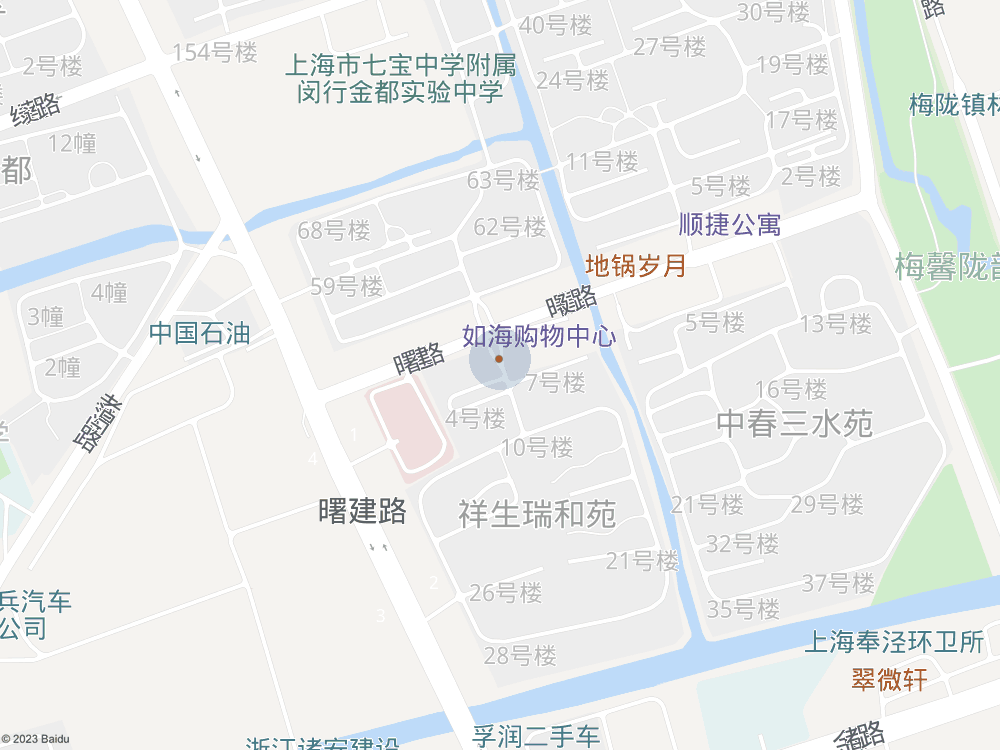 30号楼
路
40号楼
27号楼
154号楼
2号楼
上海市七宝中学附属
闵行金都实验中学
24号楼
19号楼
梅陇镇林
17号楼
12幢
都
11号楼
63号楼
5号楼
2号楼
68号楼
62号楼
顺捷公寓
地锅岁月
梅馨陇韵
59号楼
4幢
3幢
中国石油
如海购物中心
5号楼
13号楼
曙建路
2幢
7号楼
16号楼
4号楼
中春三水苑
1
10号楼
4
曙建路
祥生瑞和苑
21号楼
29号楼
32号楼
21号楼
兵汽车
公司
2
26号楼
37号楼
35号楼
3
上海奉泾环卫所
28号楼
翠微轩
孚润二手车
浙江诸安建设
© 2023 Baidu